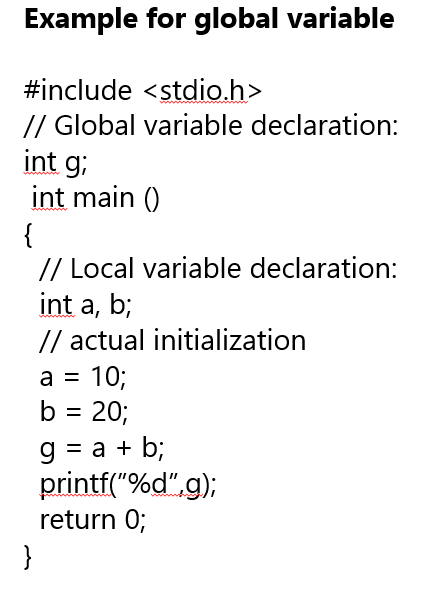 Example for global variable
#include <stdio.h>
// Global variable declaration:
int g;
int main ()
{
// Local variable declaration:
int a, b;
// actual initialization
a = 10;
b = 20;
g = a + b;
printf(”%d”,g);
return 0;
}